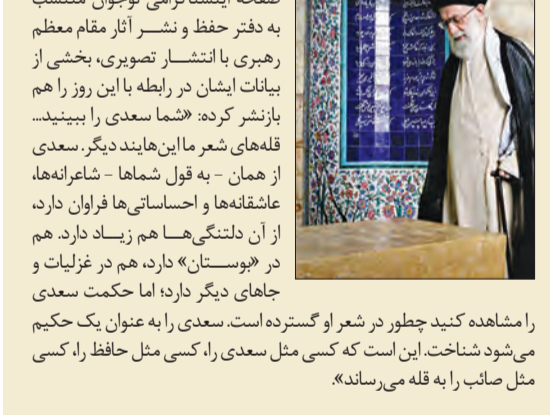 صفحه اینستاگرامی نوجوان منتسب
به دفتر حفظ و نشـــر آثار مقام معظم
رهبری با انتشـــار تصویری، بخشی از
بیانات ایشان در رابطه با این روز را هم
بازنشر کرده: «شما سعدی را ببینید...
قله‌های شعر ما این‌هایند دیگر. سعدی
از همان - به قول شماها - شاعرانه‌ها،
عاشقانه‌ها و احساساتی‌ها فراوان دارد،
از آن دلتنگی‌هـــا هم زیـــاد دارد. هم
در «بوســـتان» دارد، هم در غزلیات و
جاهای دیگر دارد؛ اما حکمت سعدی
را مشاهده کنید چطور در شعر او گسترده است. سعدی را به عنوان یک حکیم
می‌شود شناخت. این است که کسی مثل سعدی را، کسی مثل حافظ را، کسی
مثل صائب را به قله می‌رساند».